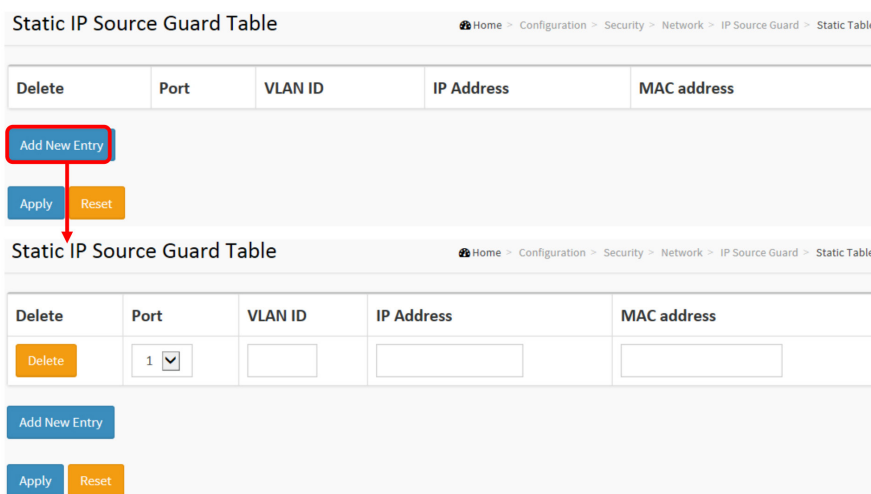 Static IP Source Guard Table
Home > Configuration > Security > Network > IP Source Guard > Static Table
Delete Port VLAN ID IP Address MAC address
Add New Entry
Apply Reset
Static IP Source Guard Table
Home > Configuration > Security > Network > IP Source Guard > Static Table
Delete Port VLAN ID IP Address MAC address
Delete 1
Add New Entry
Apply Reset